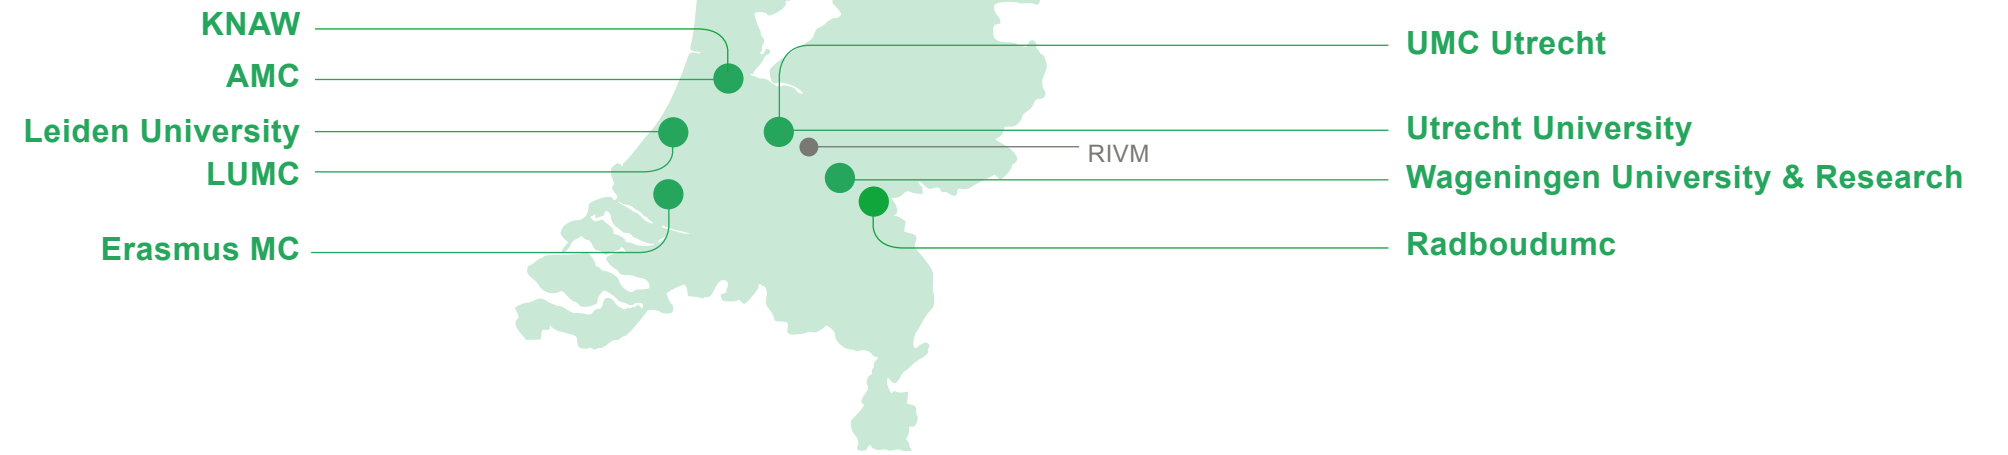 KNAW
AMC
Leiden University
LUMC
Erasmus MC
UMC Utrecht
Utrecht University
RIVM
Wageningen University & Research
Radboudumc